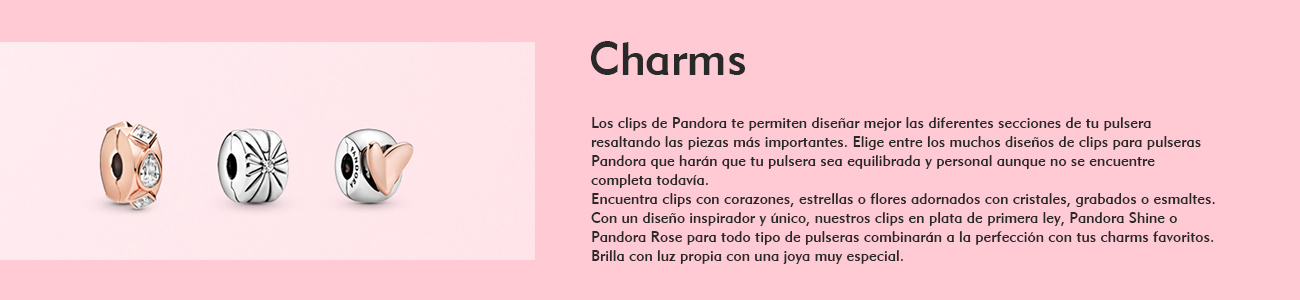 Charms
Los clips de Pandora te permiten diseñar mejor las diferentes secciones de tu pulsera
resaltando las piezas más importantes. Elige entre los muchos diseños de clips para pulseras
Pandora que harán que tu pulsera sea equilibrada y personal aunque no se encuentre
completa todavía.
Encuentra clips con corazones, estrellas o flores adornados con cristales, grabados o esmaltes.
Con un diseño inspirador y único, nuestros clips en plata de primera ley, Pandora Shine o
Pandora Rose para todo tipo de pulseras combinarán a la perfección con tus charms favoritos.
Brilla con luz propia con una joya muy especial.
PANDORA